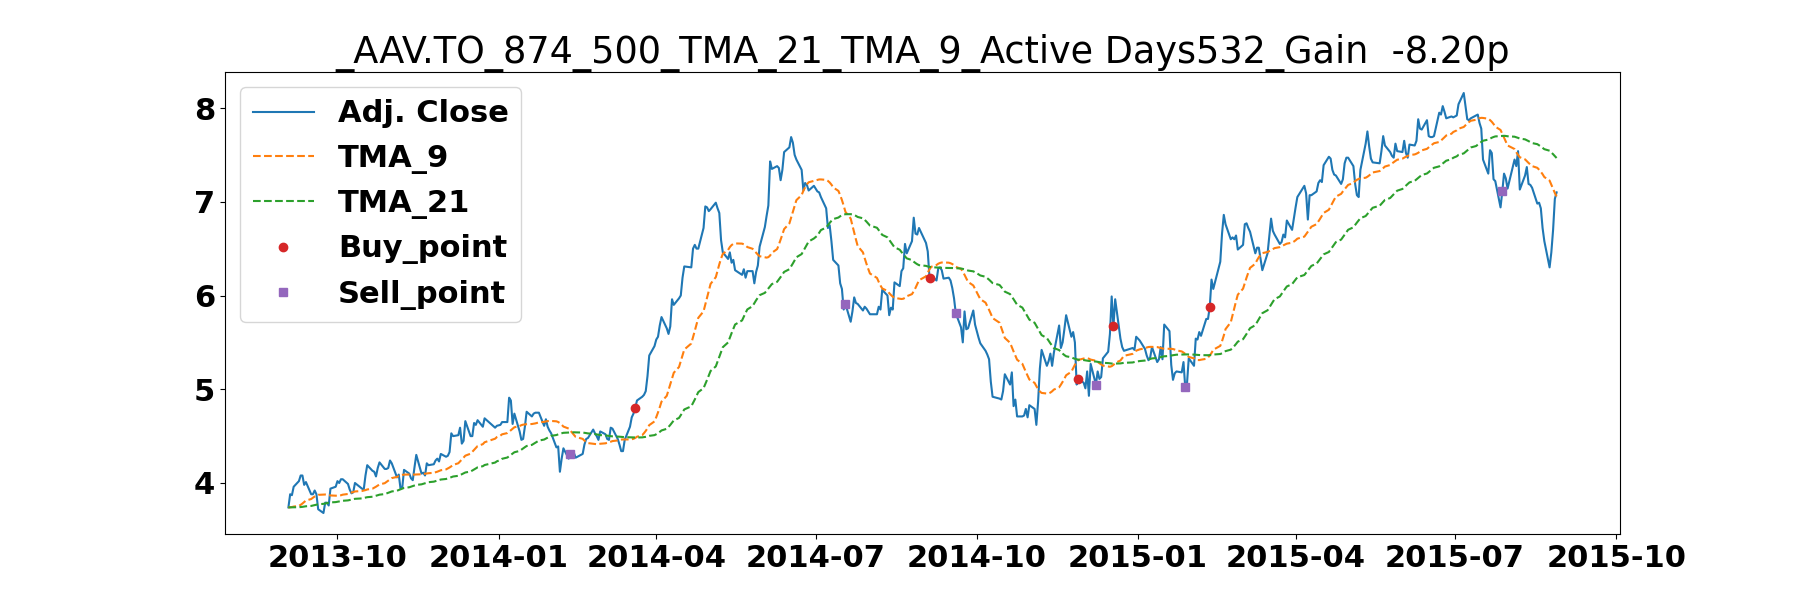 _AAV.TO_874_500_TMA_21_TMA_9_Active Days532_Gain  -8.20p
Adj. Close
TMA_9
TMA_21
Buy_point
Sell_point
8
7
6
5
4
2013-10 2014-01 2014-04 2014-07 2014-10 2015-01 2015-04 2015-07 2015-10